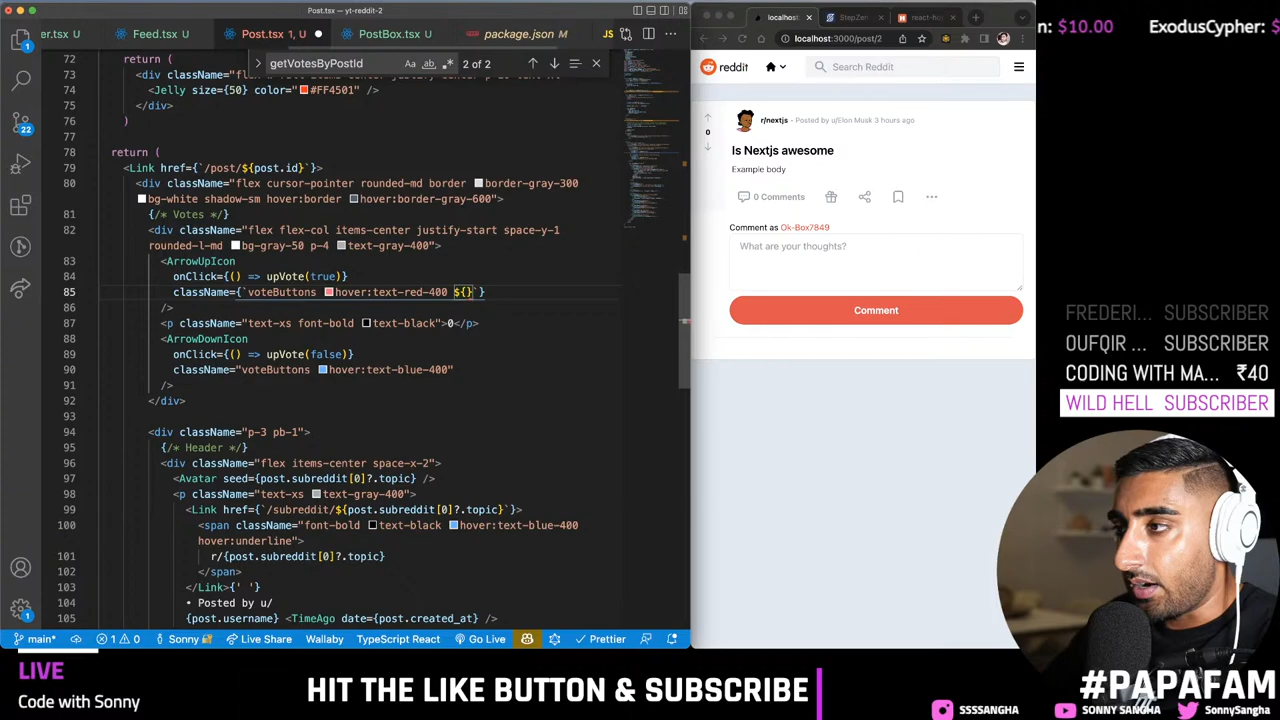 Post.tsx — yt-reddit-2
er.tsx U
Feed.tsx U
Post.tsx 1, U
PostBox.tsx U
package.json M
JS
getVotesByPostId
Aa
2 of 2
72 return (
74 <Jelly size={50} color="#FF4501" />
75 </div>
76 )
77
78 return (
79 <Link href={`/post/${post.id}`}>
80 <div className="flex cursor-pointer rounded-md border border-gray-300
bg-white shadow-sm hover:border hover:border-gray-600">
81 {/* Votes */}
82 <div className="flex flex-col items-center justify-start space-y-1
rounded-l-md bg-gray-50 p-4 text-gray-400">
83 <ArrowUpIcon
84 onClick={() => upVote(true)}
85 className={`voteButtons hover:text-red-400 ${}`}
86 />
87 <p className="text-xs font-bold text-black">0</p>
88 <ArrowDownIcon
89 onClick={() => upVote(false)}
90 className="voteButtons hover:text-blue-400"
91 />
92 </div>
93
94 <div className="p-3 pb-1">
95 {/* Header */}
96 <div className="flex items-center space-x-2">
97 <Avatar seed={post.subreddit[0]?.topic} />
98 <p className="text-xs text-gray-400">
99 <Link href={`/subreddit/${post.subreddit[0]?.topic}`}>
100 <span className="font-bold text-black hover:text-blue-400
hover:underline">
101 r/{post.subreddit[0]?.topic}
102 </span>
103 </Link>{' '}
104 • Posted by u/
105 {post.username} <TimeAgo date={post.created_at} />
1
22
1
main*
1 0
Sonny
Live Share
Wallaby
TypeScript React
Go Live
Prettier
localhost
StepZen
react-ho
localhost:3000/post/2
reddit
Search Reddit
r/nextjs • Posted by u/Elon Musk 3 hours ago
0
Is Nextjs awesome
Example body
0 Comments
Comment as Ok-Box7849
What are your thoughts?
Comment
n: $10.00 ExodusCypher: $
FREDERI... SUBSCRIBER
0UFQIR ... SUBSCRIBER
CODING WITH MA... ₹40
WILD HELL SUBSCRIBER
LIVE
Code with Sonny
HIT THE LIKE BUTTON & SUBSCRIBE
#PAPAFAM
SSSSANGHA
SONNY SANGHA
SonnySangha